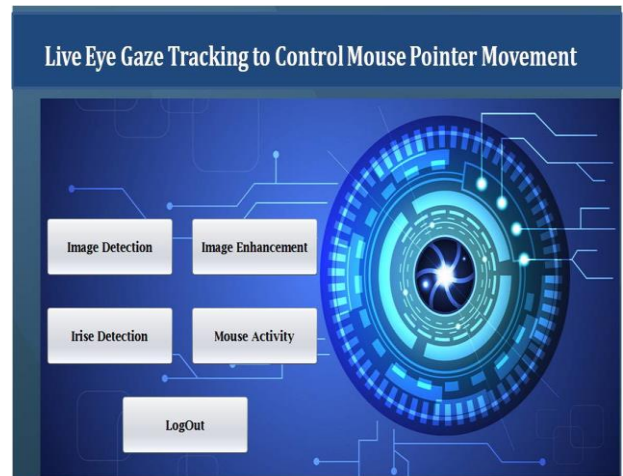 Live Eye Gaze Tracking to Control Mouse Pointer Movement
Image Detection
Image Enhancement
Irise Detection
Mouse Activity
LogOut